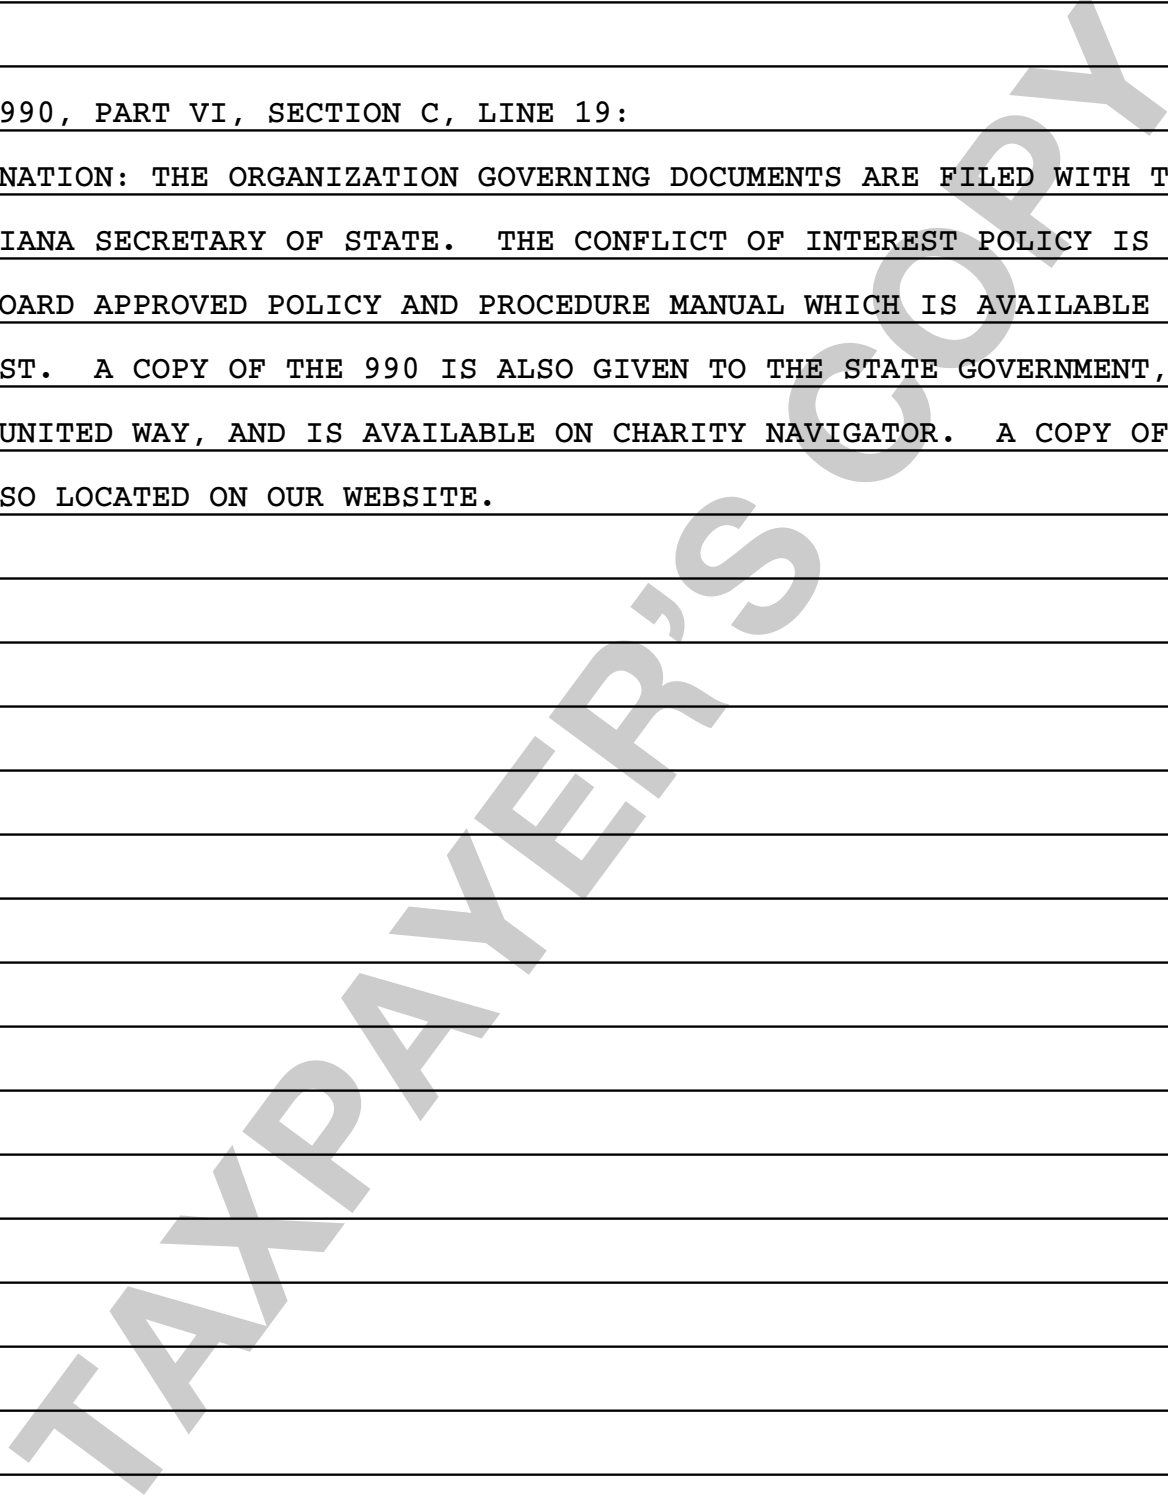 990, PART VI, SECTION C, LINE 19:
NATION: THE ORGANIZATION GOVERNING DOCUMENTS ARE FILED WITH T
IANA SECRETARY OF STATE.  THE CONFLICT OF INTEREST POLICY IS
OARD APPROVED POLICY AND PROCEDURE MANUAL WHICH IS AVAILABLE
ST.  A COPY OF THE 990 IS ALSO GIVEN TO THE STATE GOVERNMENT,
UNITED WAY, AND IS AVAILABLE ON CHARITY NAVIGATOR.  A COPY OF
SO LOCATED ON OUR WEBSITE.
TAXPAYER'S COPY